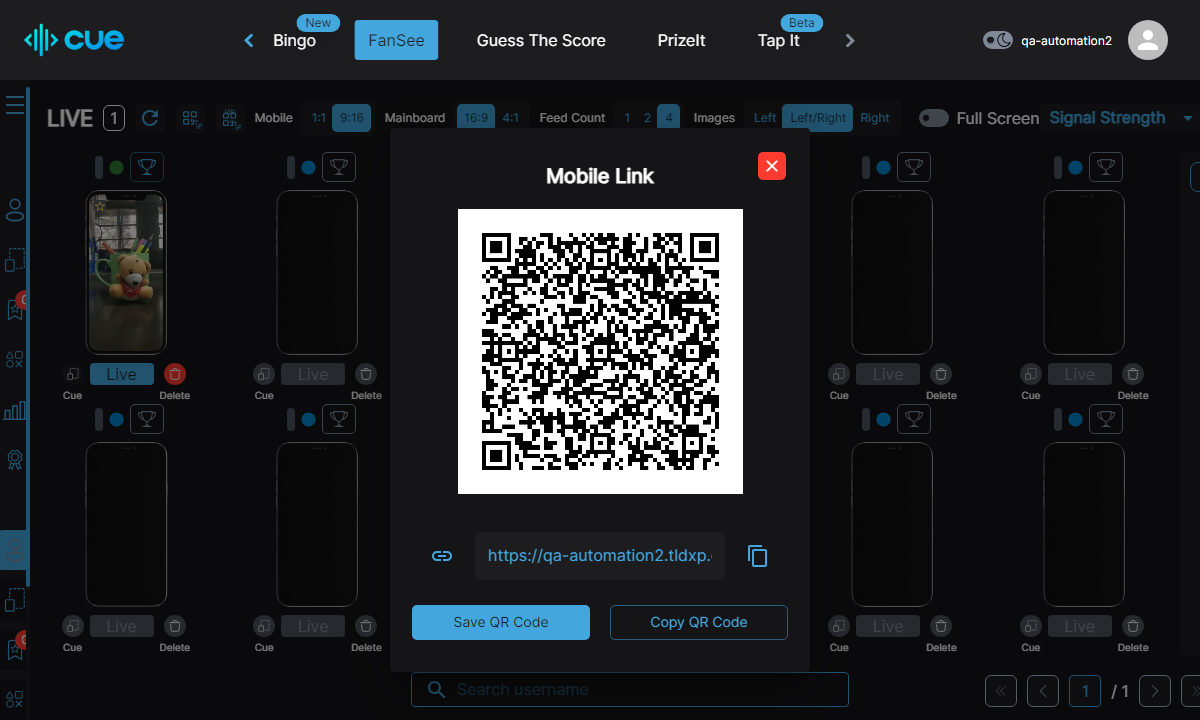 cue
Bingo
New
FanSee
Guess The Score
PrizeIt
Tap It
Beta
qa-automation2
LIVE 1
Mobile 1:1 9:16
Mainboard 16:9 4:1
Feed Count 1 2 4
Images Left Left/Right Right
Full Screen
Signal Strength
Mobile Link
https://qa-automation2.tldxp.
Save QR Code
Copy QR Code
Live
Live
Live
Live
Cue Delete
Cue Delete
Cue Delete
Cue Delete
Live
Live
Live
Live
Cue Delete
Cue Delete
Cue Delete
Cue Delete
Search username
1 / 1